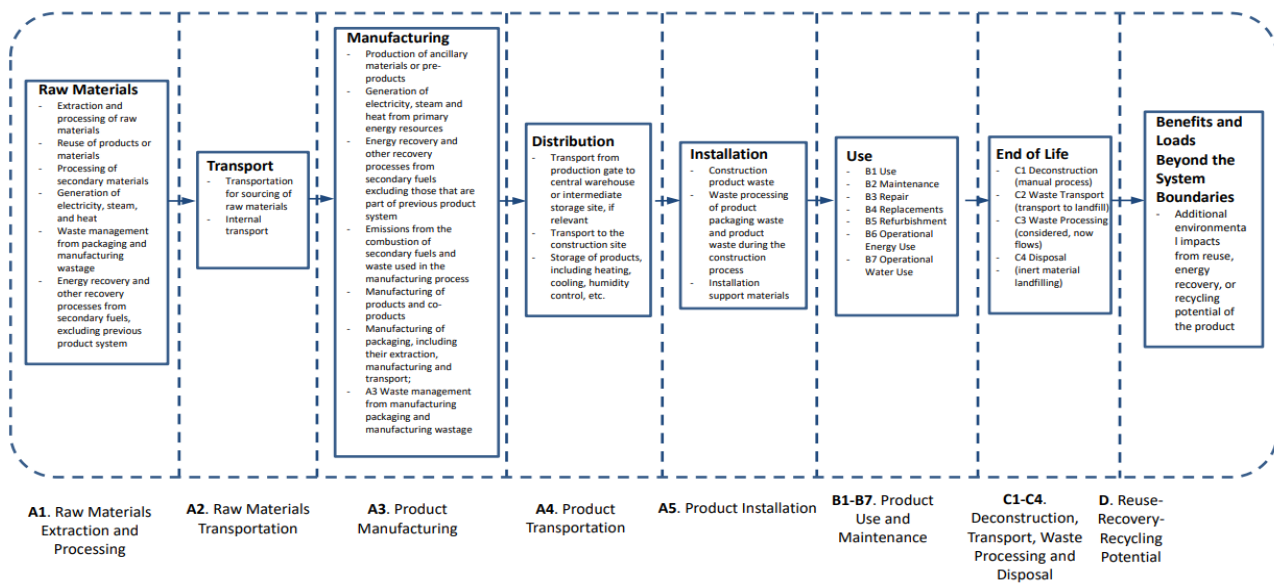 Raw Materials
- Extraction and
processing of raw
materials
- Reuse of products or
materials
- Processing of
secondary materials
- Generation of
electricity, steam, and
heat
- Waste management
from packaging and
manufacturing
wastage
- Energy recovery and
other recovery
processes from
secondary fuels,
excluding previous
product system
Transport
- Transportation
for sourcing of
raw materials
- Internal
transport
Manufacturing
- Production of ancillary
materials or pre-
products
- Generation of
electricity, steam and
heat from primary
energy resources
- Energy recovery and
other recovery
processes from
secondary fuels
excluding those that are
part of previous product
system
- Emissions from the
combustion of
secondary fuels and
waste used in the
manufacturing process
- Manufacturing of
products and co-
products
- Manufacturing of
packaging, including
their extraction,
manufacturing and
transport;
- A3 Waste management
from manufacturing
packaging and
manufacturing wastage
Distribution
- Transport from
production gate to
central warehouse
or intermediate
storage site, if
relevant
- Transport to the
construction site
- Storage of products,
including heating,
cooling, humidity
control, etc.
Installation
- Construction
product waste
- Waste processing
of product
packaging waste
and product
waste during the
construction
process
- Installation
support materials
Use
- B1 Use
- B2 Maintenance
- B3 Repair
- B4 Replacements
- B5 Refurbishment
- B6 Operational
Energy Use
- B7 Operational
Water Use
End of Life
- C1 Deconstruction
(manual process)
- C2 Waste Transport
(transport to landfill)
- C3 Waste Processing
(considered, now
flows)
- C4 Disposal
- (inert material
landfilling)
Benefits and
Loads
Beyond the
System
Boundaries
- Additional
environmenta
l impacts
from reuse,
energy
recovery, or
recycling
potential of
the product
A1. Raw Materials
Extraction and
Processing
A2. Raw Materials
Transportation
A3. Product
Manufacturing
A4. Product
Transportation
A5. Product Installation
B1-B7. Product
Use and
Maintenance
C1-C4.
Deconstruction,
Transport, Waste
Processing and
Disposal
D. Reuse-
Recovery-
Recycling
Potential